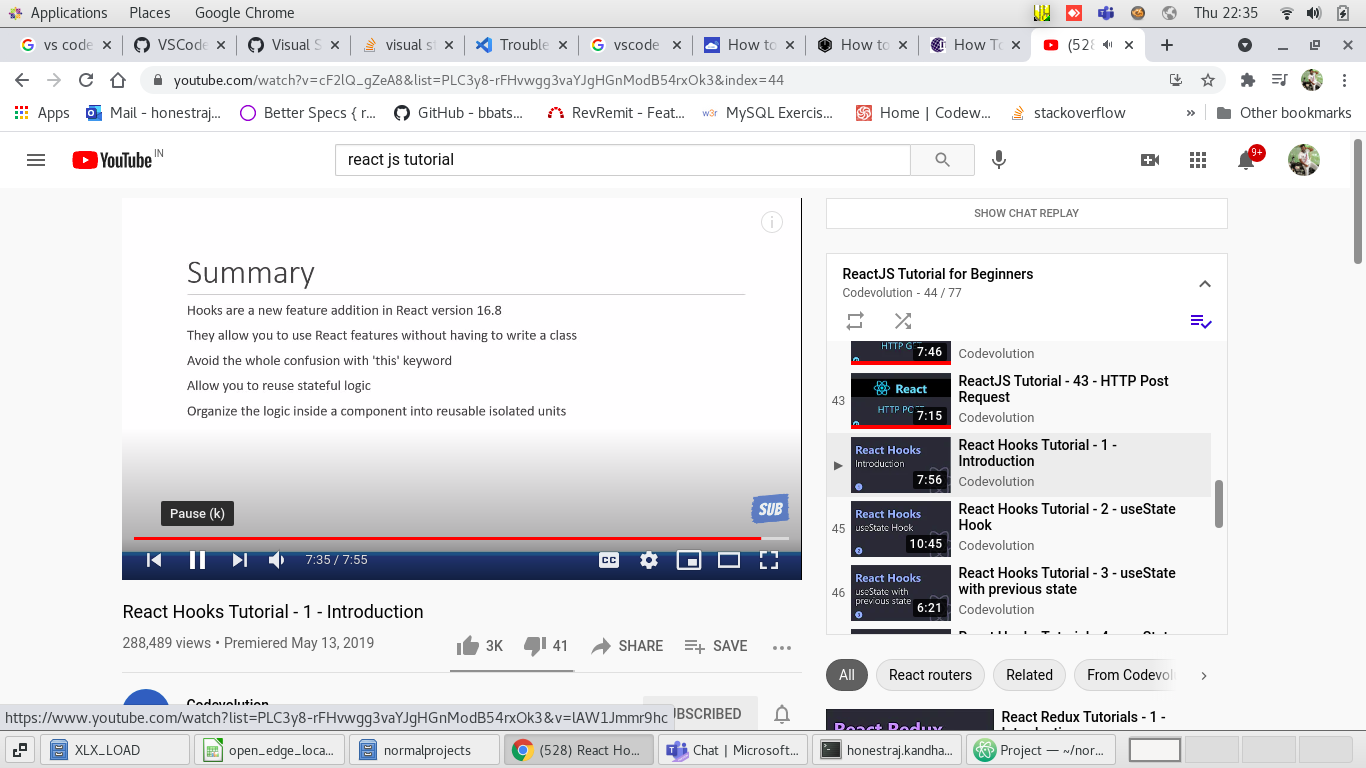 Applications Places Google Chrome Thu 22:35
vs code VSCode Visual S visual st Trouble vscode How to How to How To (528
youtube.com/watch?v=cF2lQ_gZeA8&list=PLC3y8-rFHvwgg3vaYJgHGnModB54rxOk3&index=44
Apps Mail - honestraj... Better Specs { r... GitHub - bbats... RevRemit - Feat... w3r MySQL Exercis... Home | Codew... stackoverflow » Other bookmarks
YouTube IN
react js tutorial
9+
Summary
Hooks are a new feature addition in React version 16.8
They allow you to use React features without having to write a class
Avoid the whole confusion with 'this' keyword
Allow you to reuse stateful logic
Organize the logic inside a component into reusable isolated units
SUB
Pause (k)
7:35 / 7:55
CC
React Hooks Tutorial - 1 - Introduction
288,489 views • Premiered May 13, 2019
3K 41 SHARE SAVE
Codevolution
SUBSCRIBED
https://www.youtube.com/watch?list=PLC3y8-rFHvwgg3vaYJgHGnModB54rxOk3&v=lAW1Jmmr9hc
SHOW CHAT REPLAY
ReactJS Tutorial for Beginners
Codevolution - 44 / 77
HTTP GET
7:46
Codevolution
43
React
HTTP POST
7:15
ReactJS Tutorial - 43 - HTTP Post
Request
Codevolution
React Hooks
Introduction
7:56
React Hooks Tutorial - 1 -
Introduction
Codevolution
45
React Hooks
useState Hook
10:45
React Hooks Tutorial - 2 - useState
Hook
Codevolution
46
React Hooks
useState with
previous state
6:21
React Hooks Tutorial - 3 - useState
with previous state
Codevolution
All React routers Related From Codevol
React Redux
React Redux Tutorials - 1 -
XLX_LOAD open_edge_loca... normalprojects (528) React Ho... Chat | Microsoft... honestraj.kandha... Project — ~/nor...